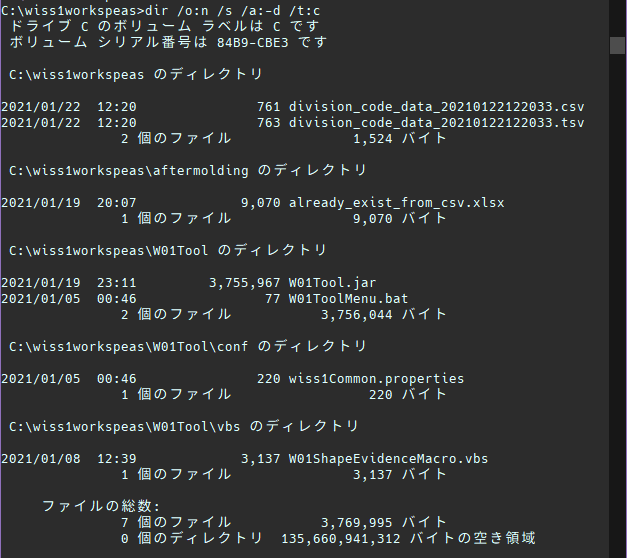 C:\wiss1workspeas>dir /o:n /s /a:-d /t:c
ドライブ C のボリューム ラベルは C です
ボリューム シリアル番号は 84B9-CBE3 です
C:\wiss1workspeas のディレクトリ
2021/01/22  12:20               761 division_code_data_20210122122033.csv
2021/01/22  12:20               763 division_code_data_20210122122033.tsv
2 個のファイル               1,524 バイト
C:\wiss1workspeas\aftermolding のディレクトリ
2021/01/19  20:07             9,070 already_exist_from_csv.xlsx
1 個のファイル               9,070 バイト
C:\wiss1workspeas\W01Tool のディレクトリ
2021/01/19  23:11         3,755,967 W01Tool.jar
2021/01/05  00:46                77 W01ToolMenu.bat
2 個のファイル           3,756,044 バイト
C:\wiss1workspeas\W01Tool\conf のディレクトリ
2021/01/05  00:46               220 wiss1Common.properties
1 個のファイル                 220 バイト
C:\wiss1workspeas\W01Tool\vbs のディレクトリ
2021/01/08  12:39             3,137 W01ShapeEvidenceMacro.vbs
1 個のファイル               3,137 バイト
ファイルの総数:
7 個のファイル           3,769,995 バイト
0 個のディレクトリ  135,660,941,312 バイトの空き領域